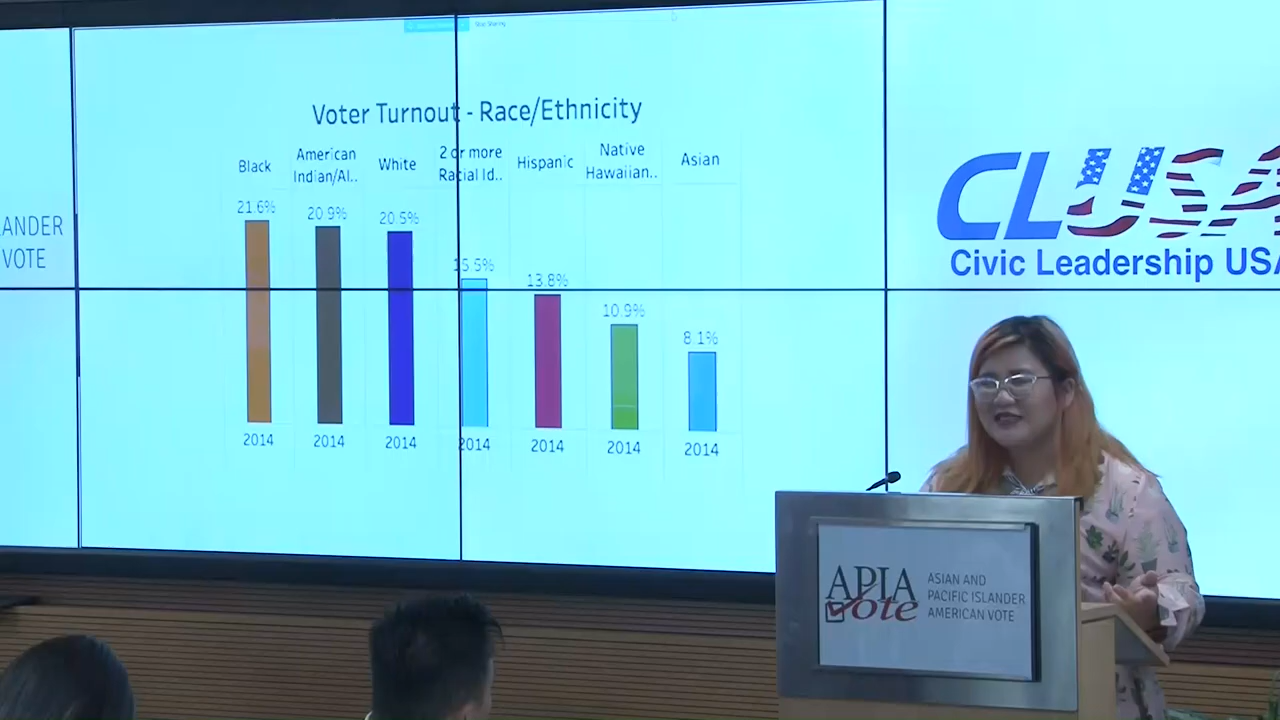 Voter Turnout - Race/Ethnicity
Black
American
Indian/Al..
White
2 or more
Racial Id..
Hispanic
Native
Hawaiian..
Asian
21.6%
20.9%
20.5%
15.5%
13.8%
10.9%
8.1%
2014
2014
2014
2014
2014
2014
2014
LANDER
VOTE
CLUSA
Civic Leadership USA
APIA
Vote
ASIAN AND
PACIFIC ISLANDER
AMERICAN VOTE